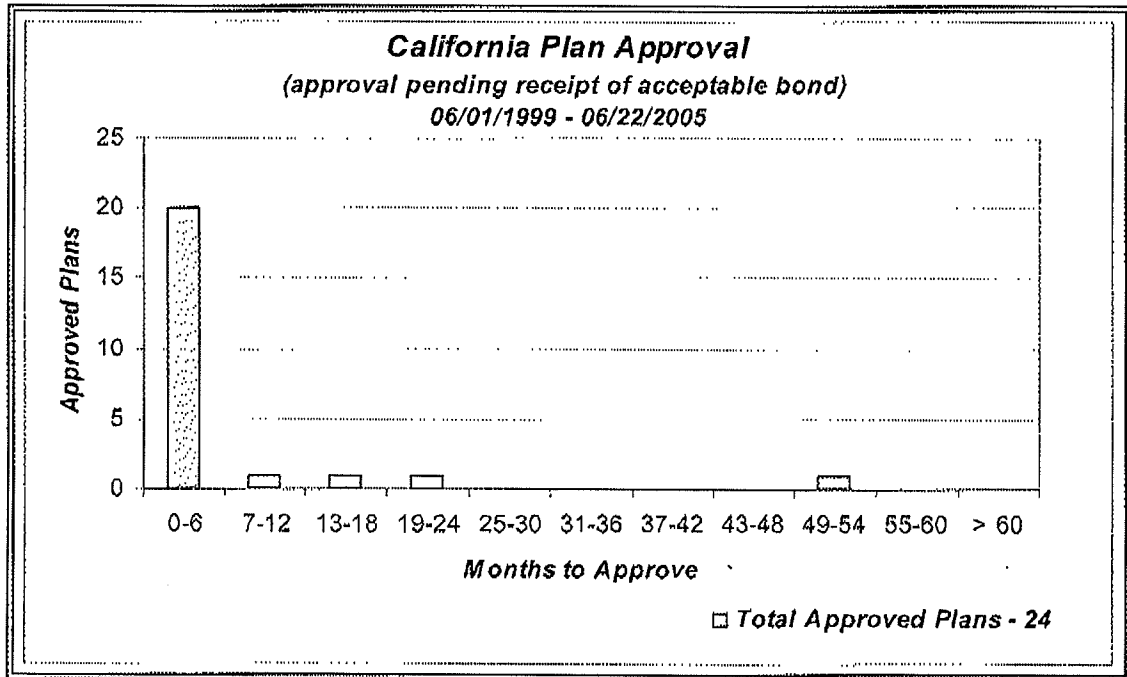 California Plan Approval
(approval pending receipt of acceptable bond)
06/01/1999 - 06/22/2005
25
20
15
10
5
0
Approved Plans
0-6 7-12 13-18 19-24 25-30 31-36 37-42 43-48 49-54 55-60 > 60
Months to Approve
Total Approved Plans - 24